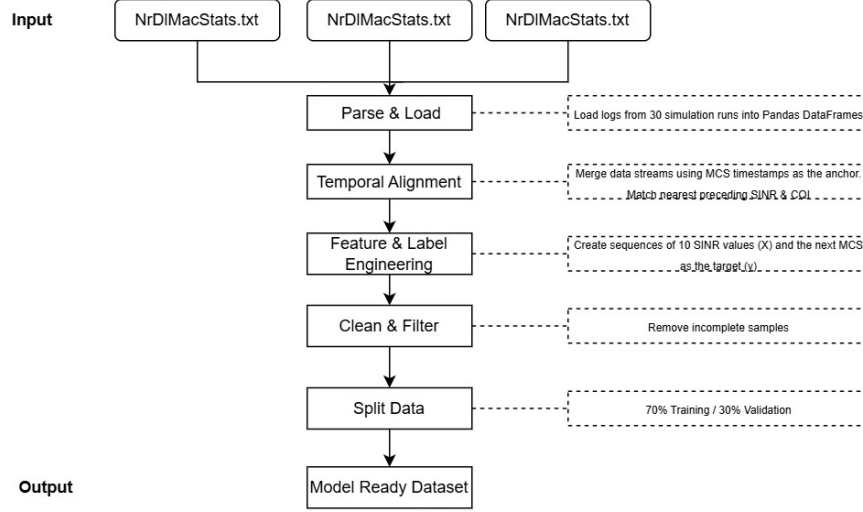 Input
NrDlMacStats.txt
NrDlMacStats.txt
NrDlMacStats.txt
Parse & Load
Load logs from 30 simulation runs into Pandas DataFrames
Temporal Alignment
Merge data streams using MCS timestamps as the anchor.
Match nearest preceding SINR & CQI
Feature & Label
Engineering
Create sequences of 10 SINR values (X) and the next MCS
as the target (y)
Clean & Filter
Remove incomplete samples
Split Data
70% Training / 30% Validation
Output
Model Ready Dataset